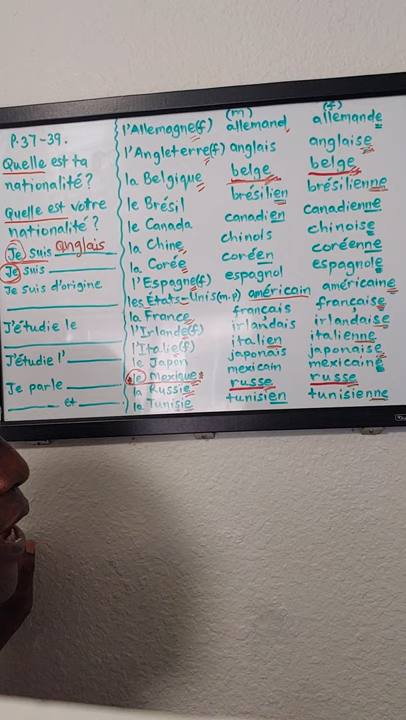 P.37-39.
Quelle est ta
nationalité?
Quelle est votre
nationalité?
Je suis anglais
Je suis
Je suis d'origine
J'étudie le
J'étudie l'
Je parle
et
(m) (f)
l'Allemagne(f) allemand allemande
l'Angleterre(f) anglais anglaise
la Belgique belge belge
le Brésil brésilien brésilienne
le Canada canadien canadienne
la Chine chinois chinoise
la Corée coréen coréenne
l'Espagne(f) espagnol espagnole
les États-Unis(m.p) américain américaine
la France français française
l'Irlande(f) irlandais irlandaise
l'Italie(f) italien italienne
le Japon japonais japonaise
le Mexique mexicain mexicaine
la Russie russe russe
la Tunisie tunisien tunisienne